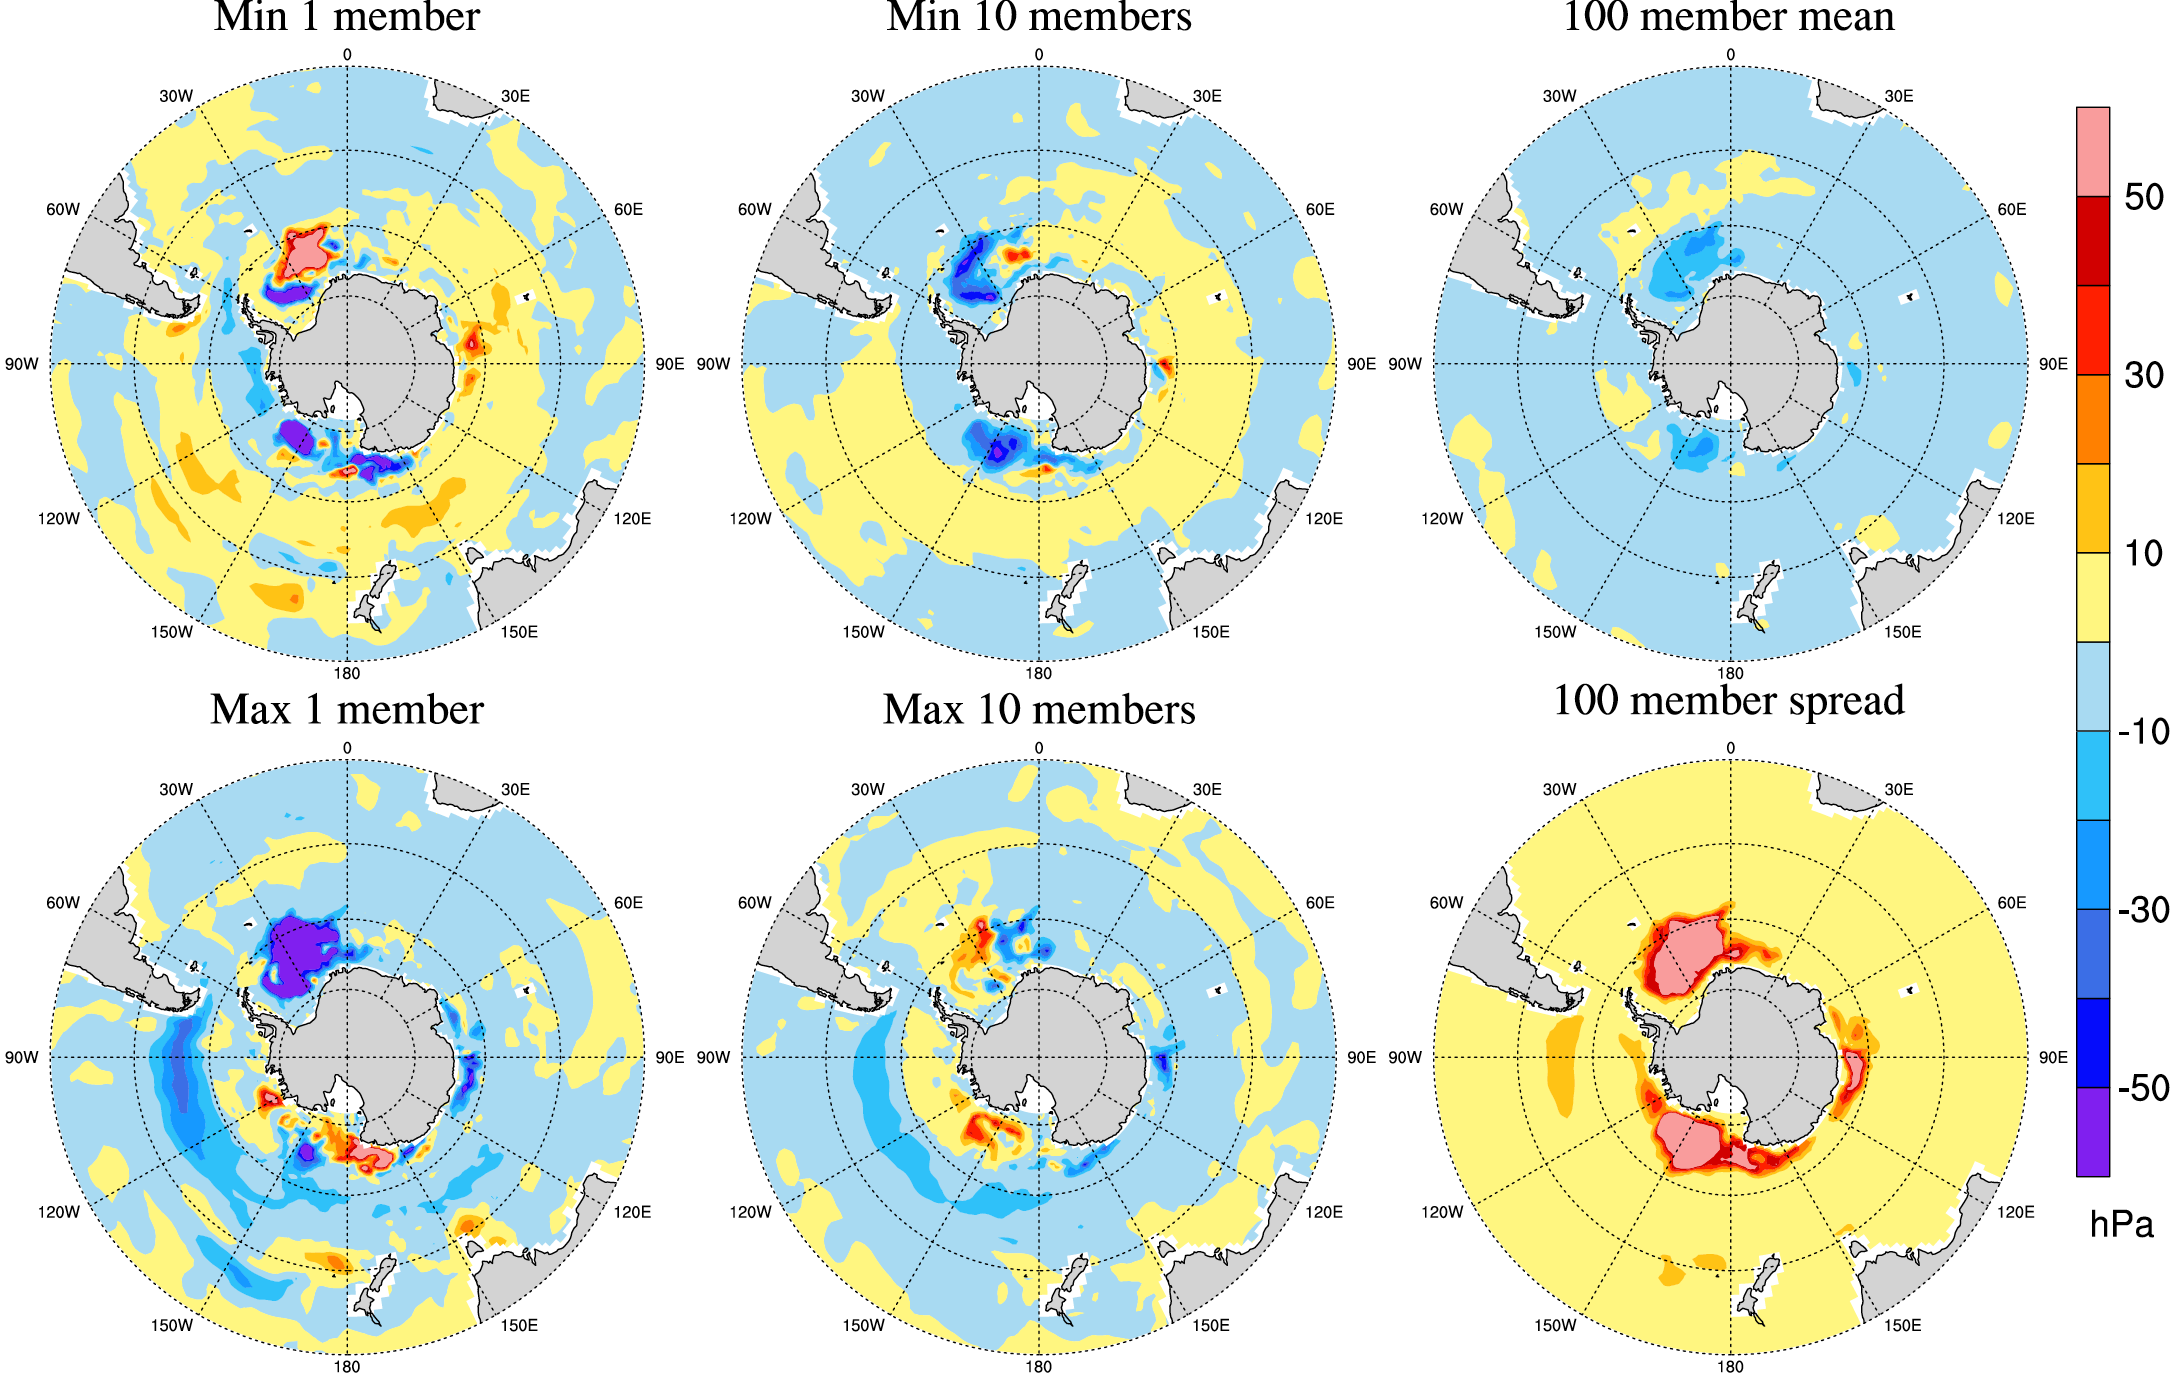 Min 1 member
Min 10 members
100 member mean
0
30W
30E
60W
60E
90W
90E
120W
120E
150W
150E
180
0
30W
30E
60W
60E
90W
90E
120W
120E
150W
150E
180
0
30W
30E
60W
60E
90W
90E
120W
120E
150W
150E
180
Max 1 member
Max 10 members
100 member spread
0
30W
30E
60W
60E
90W
90E
120W
120E
150W
150E
180
0
30W
30E
60W
60E
90W
90E
120W
120E
150W
150E
180
0
30W
30E
60W
60E
90W
90E
120W
120E
150W
150E
180
50
30
10
-10
-30
-50
hPa